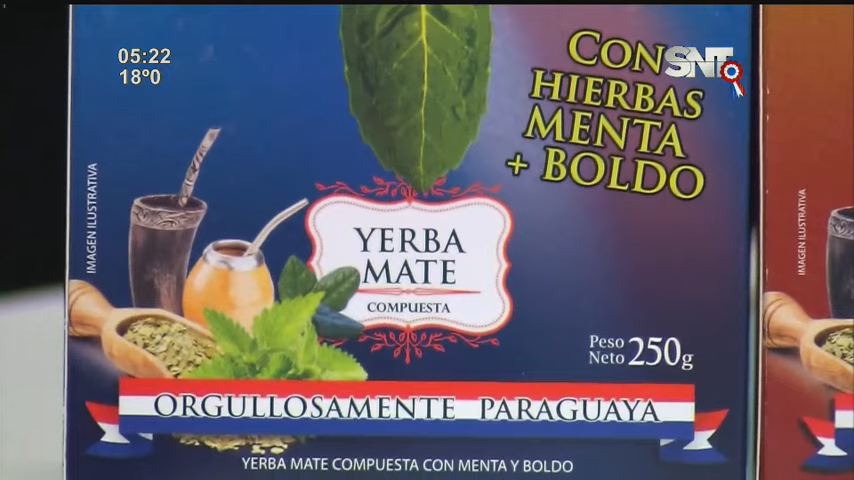 05:22
18º0
SNT
CON
HIERBAS
MENTA
+ BOLDO
IMAGEN ILUSTRATIVA
YERBA
MATE
COMPUESTA
Peso
Neto 250g
ORGULLOSAMENTE PARAGUAYA
YERBA MATE COMPUESTA CON MENTA Y BOLDO
IMAGEN ILUSTRATIVA